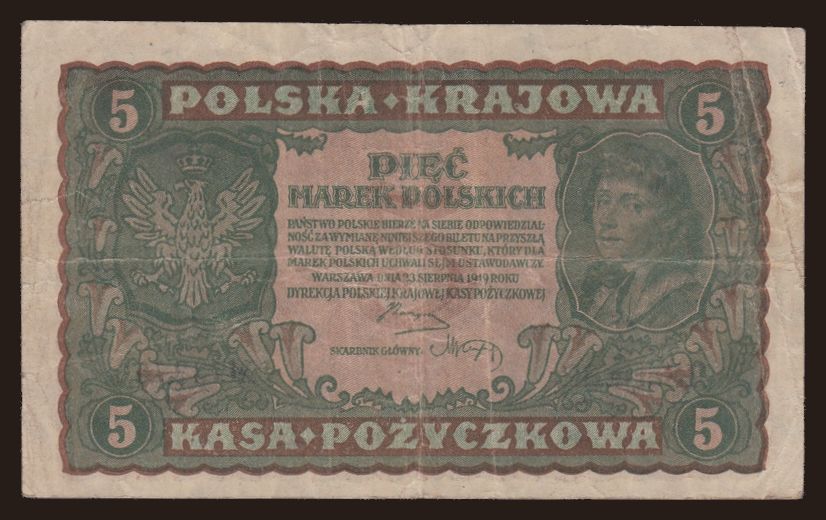 5 POLSKA • KRAJOWA 5
PIĘĆ
MAREK POLSKICH
PAŃSTWO POLSKIE BIERZE NA SIEBIE ODPOWIEDZIAL-
NOŚĆ ZA WYMIANĘ NINIEJSZEGO BILETU NA PRZYSZŁĄ
WALUTĘ POLSKĄ WEDŁUG STOSUNKU, KTÓRY DLA
MAREK POLSKICH UCHWALI SEJM USTAWODAWCZY.
WARSZAWA DNIA 23 SIERPNIA 1919 ROKU
DYREKCJA POLSKIEJ KRAJOWEJ KASY POŻYCZKOWEJ
SKARBNIK GŁÓWNY:
5 KASA • POŻYCZKOWA 5